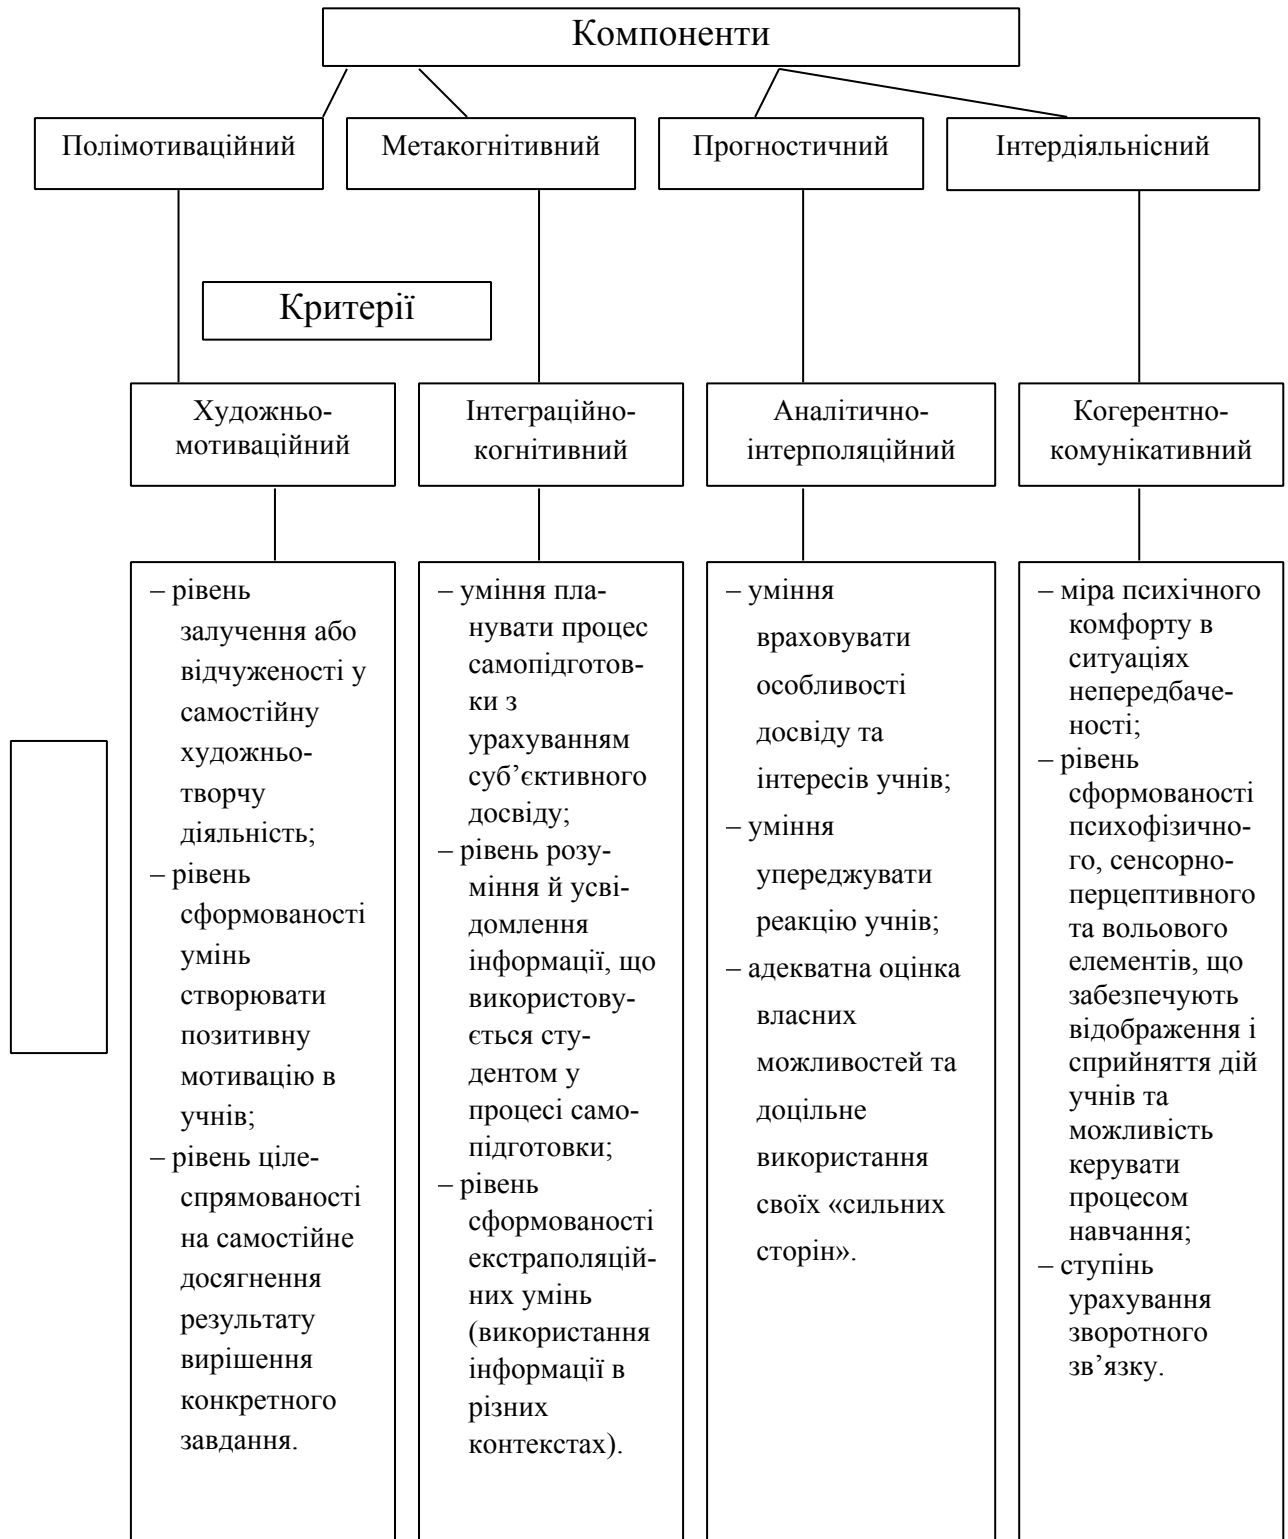 Компоненти
Полімотиваційний
Метакогнітивний
Прогностичний
Інтердіяльнісний
Критерії
Художньо-
мотиваційний
Інтеграційно-
когнітивний
Аналітично-
інтерполяційний
Когерентно-
комунікативний
– рівень
залучення або
відчуженості у
самостійну
художньо-
творчу
діяльність;
– рівень
сформованості
умінь
створювати
позитивну
мотивацію в
учнів;
– рівень ціле-
спрямованості
на самостійне
досягнення
результату
вирішення
конкретного
завдання.
– уміння пла-
нувати процес
самопідготов-
ки з
урахуванням
суб’єктивного
досвіду;
– рівень розу-
міння й усві-
домлення
інформації, що
використову-
ється сту-
дентом у
процесі само-
підготовки;
– рівень
сформованості
екстраполяцій-
них умінь
(використання
інформації в
різних
контекстах).
– уміння
враховувати
особливості
досвіду та
інтересів учнів;
– уміння
упереджувати
реакцію учнів;
– адекватна оцінка
власних
можливостей та
доцільне
використання
своїх «сильних
сторін».
– міра психічного
комфорту в
ситуаціях
непередбаче-
ності;
– рівень
сформованості
психофізично-
го, сенсорно-
перцептивного
та вольового
елементів, що
забезпечують
відображення і
сприйняття дій
учнів та
можливість
керувати
процесом
навчання;
– ступінь
урахування
зворотного
зв’язку.